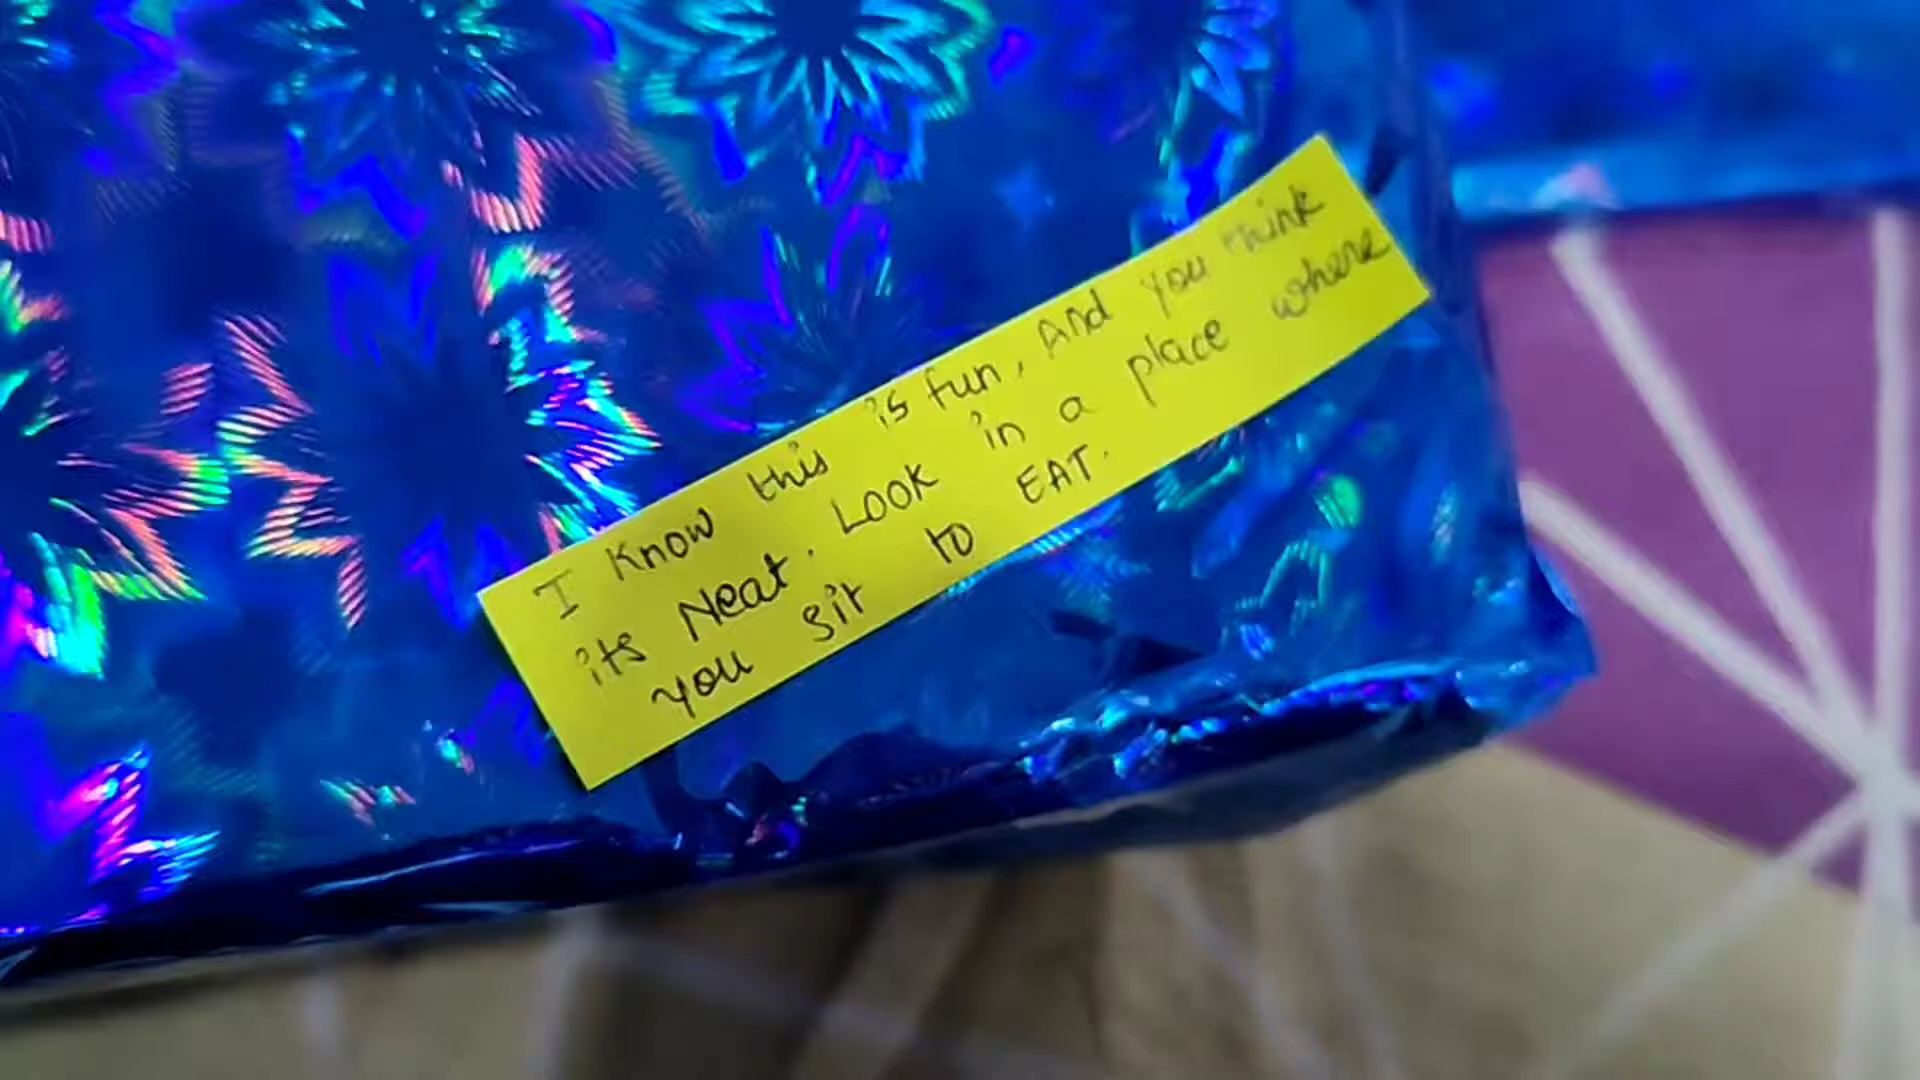 I Know this is fun, And you think
its Neat. Look in a place where
you sit to EAT.